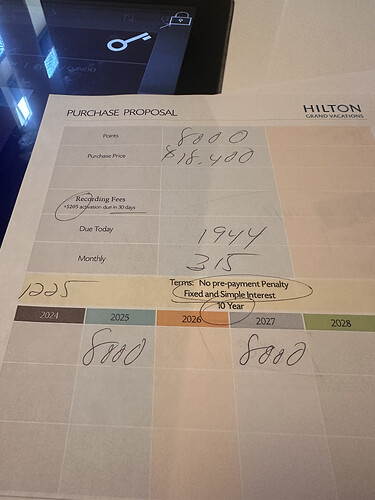 PURCHASE PROPOSAL
HILTON
GRAND VACATIONS
Points 8000
Purchase Price $18,400
Recording Fees
+$205 activation due in 30 days
Due Today 1944
Monthly 315
1225
Terms: No pre-payment Penalty
Fixed and Simple Interest
10 Year
2024 2025 2026 2027 2028
8000 8000